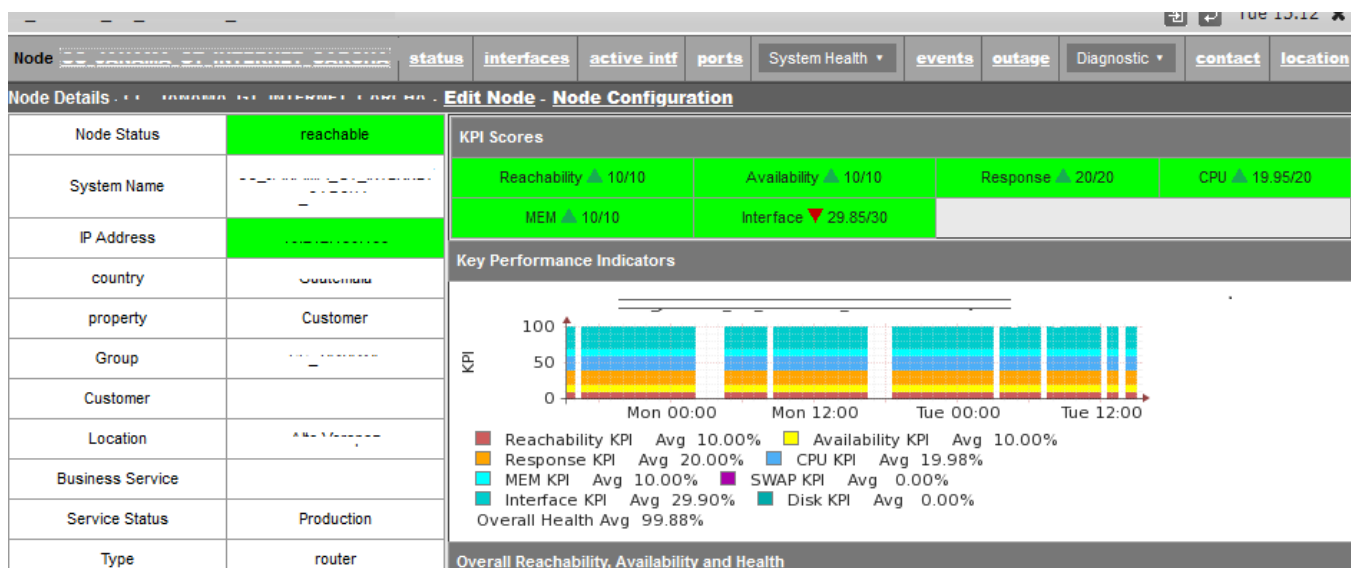 Tue 15:12
Node status interfaces active intf ports System Health events outage Diagnostic contact location
Node Details - Edit Node - Node Configuration
Node Status reachable
System Name
IP Address
country
property Customer
Group
Customer
Location
Business Service
Service Status Production
Type router
KPI Scores
Reachability 10/10 Availability 10/10 Response 20/20 CPU 19.95/20
MEM 10/10 Interface 29.85/30
Key Performance Indicators
KPI
100
50
0
Mon 00:00 Mon 12:00 Tue 00:00 Tue 12:00
Reachability KPI Avg 10.00% Availability KPI Avg 10.00%
Response KPI Avg 20.00% CPU KPI Avg 19.98%
MEM KPI Avg 10.00% SWAP KPI Avg 0.00%
Interface KPI Avg 29.90% Disk KPI Avg 0.00%
Overall Health Avg 99.88%
Overall Reachability, Availability and Health